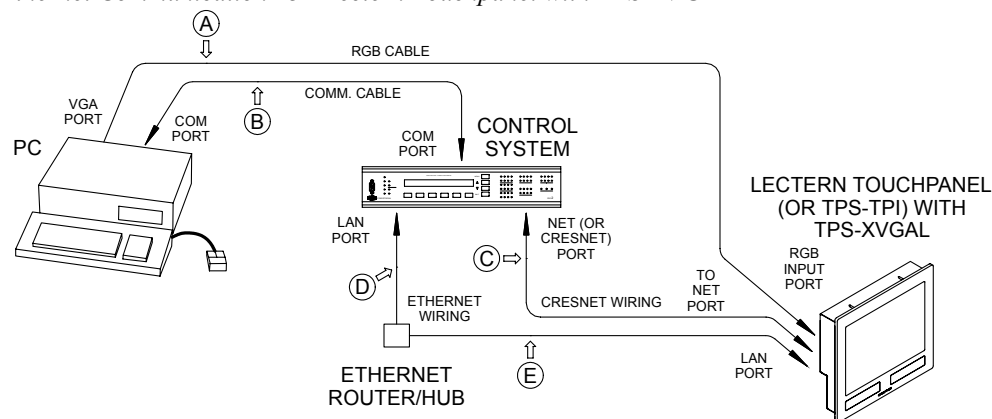 A
RGB CABLE
COMM. CABLE
B
VGA
PORT
COM
PORT
PC
COM
PORT
CONTROL
SYSTEM
LECTERN TOUCHPANEL
(OR TPS-TPI) WITH
TPS-XVGAL
LAN
PORT
NET (OR
CRESNET)
PORT
RGB
INPUT
PORT
C
D
TO
NET
PORT
ETHERNET
WIRING
CRESNET WIRING
E
LAN
PORT
ETHERNET
ROUTER/HUB